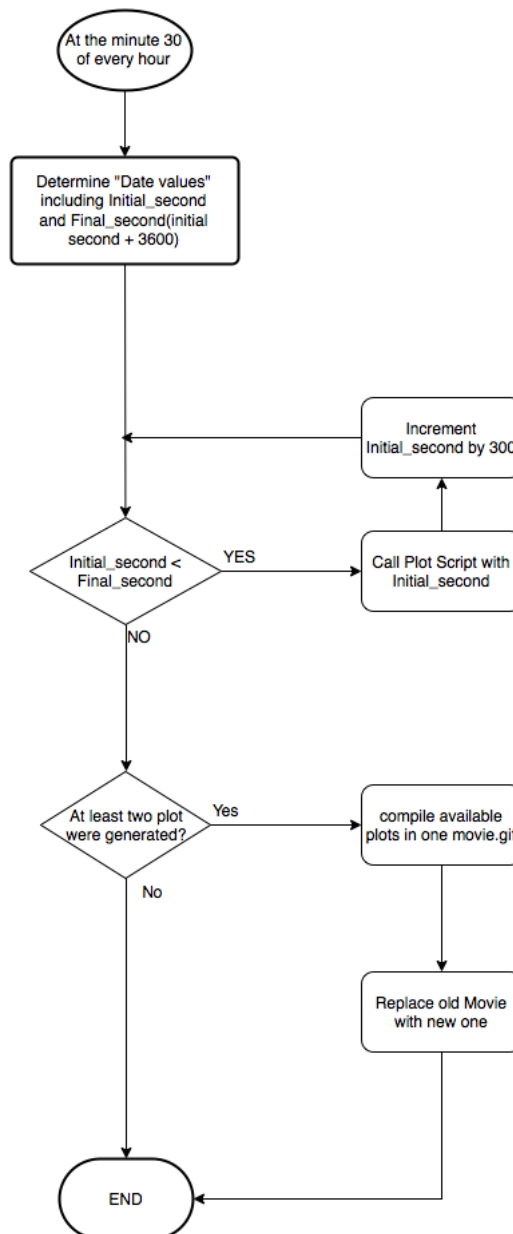 At the minute 30
of every hour
Determine "Date values"
including Initial_second
and Final_second(initial
second + 3600)
Increment
Initial_second by 300
Initial_second <
Final_second
YES
Call Plot Script with
Initial_second
NO
At least two plot
were generated?
Yes
compile available
plots in one movie.gif
No
Replace old Movie
with new one
END